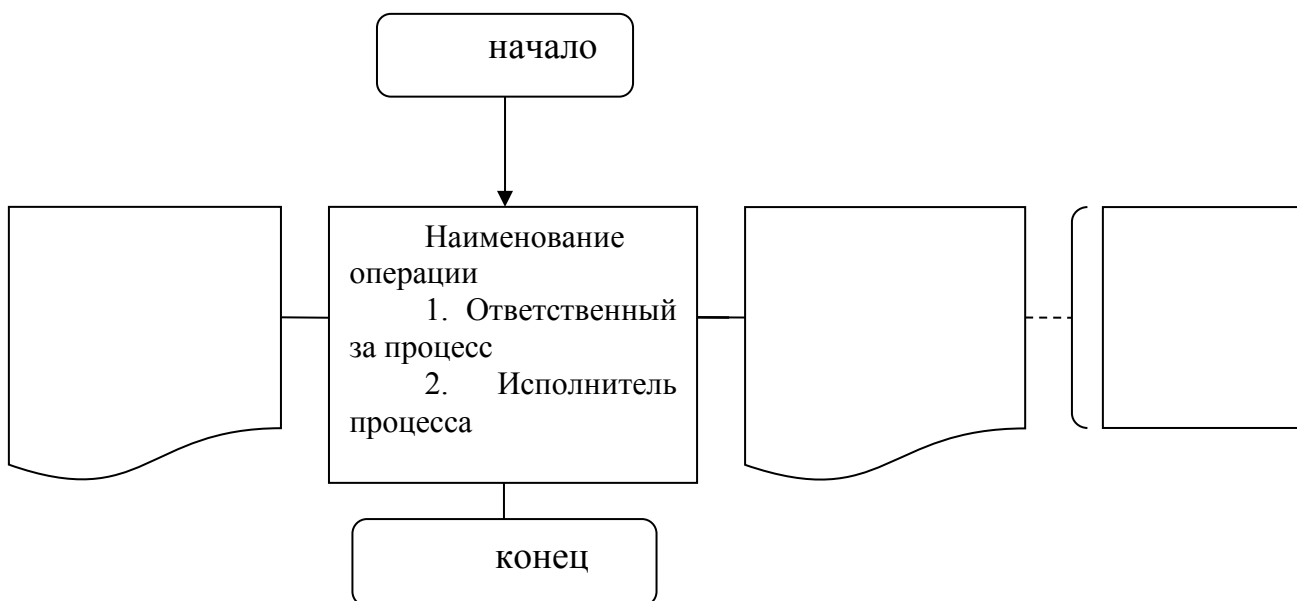 начало
Наименование
операции
1. Ответственный
за процесс
2. Исполнитель
процесса
конец